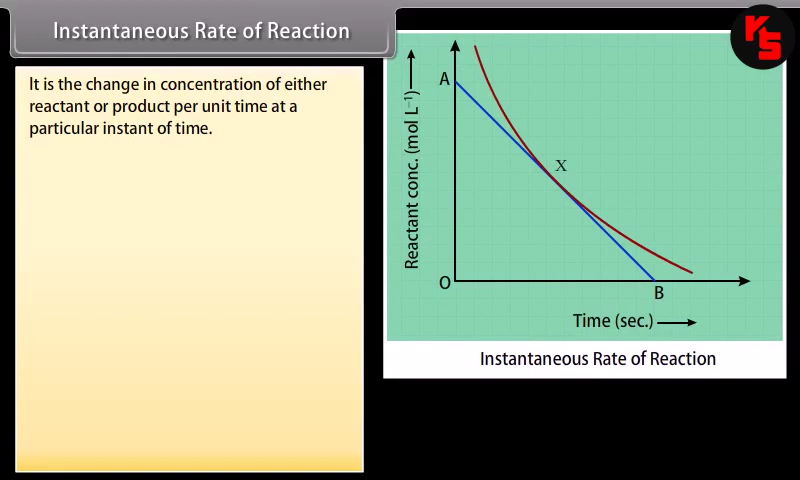 Instantaneous Rate of Reaction
KS
It is the change in concentration of either
reactant or product per unit time at a
particular instant of time.
A
Reactant conc. (mol L⁻¹)
X
O
B
Time (sec.)
Instantaneous Rate of Reaction